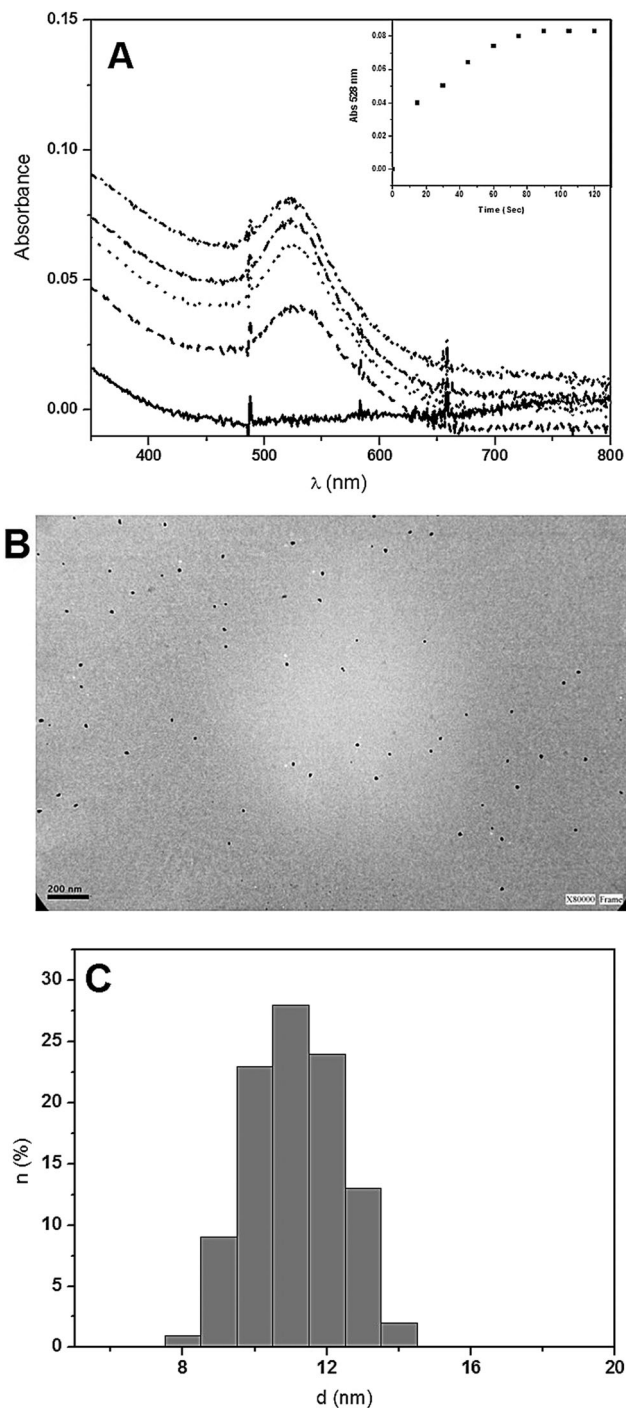 A
0.15
0.10
0.05
0.00
Absorbance
400
500
600
700
800
λ (nm)
0.08
0.06
0.04
0.02
0.00
Abs 528 nm
0
20
40
60
80
100
120
Time (Sec)
B
200 nm
X80000 Frame
C
30
25
20
15
10
5
0
n (%)
8
12
16
20
d (nm)